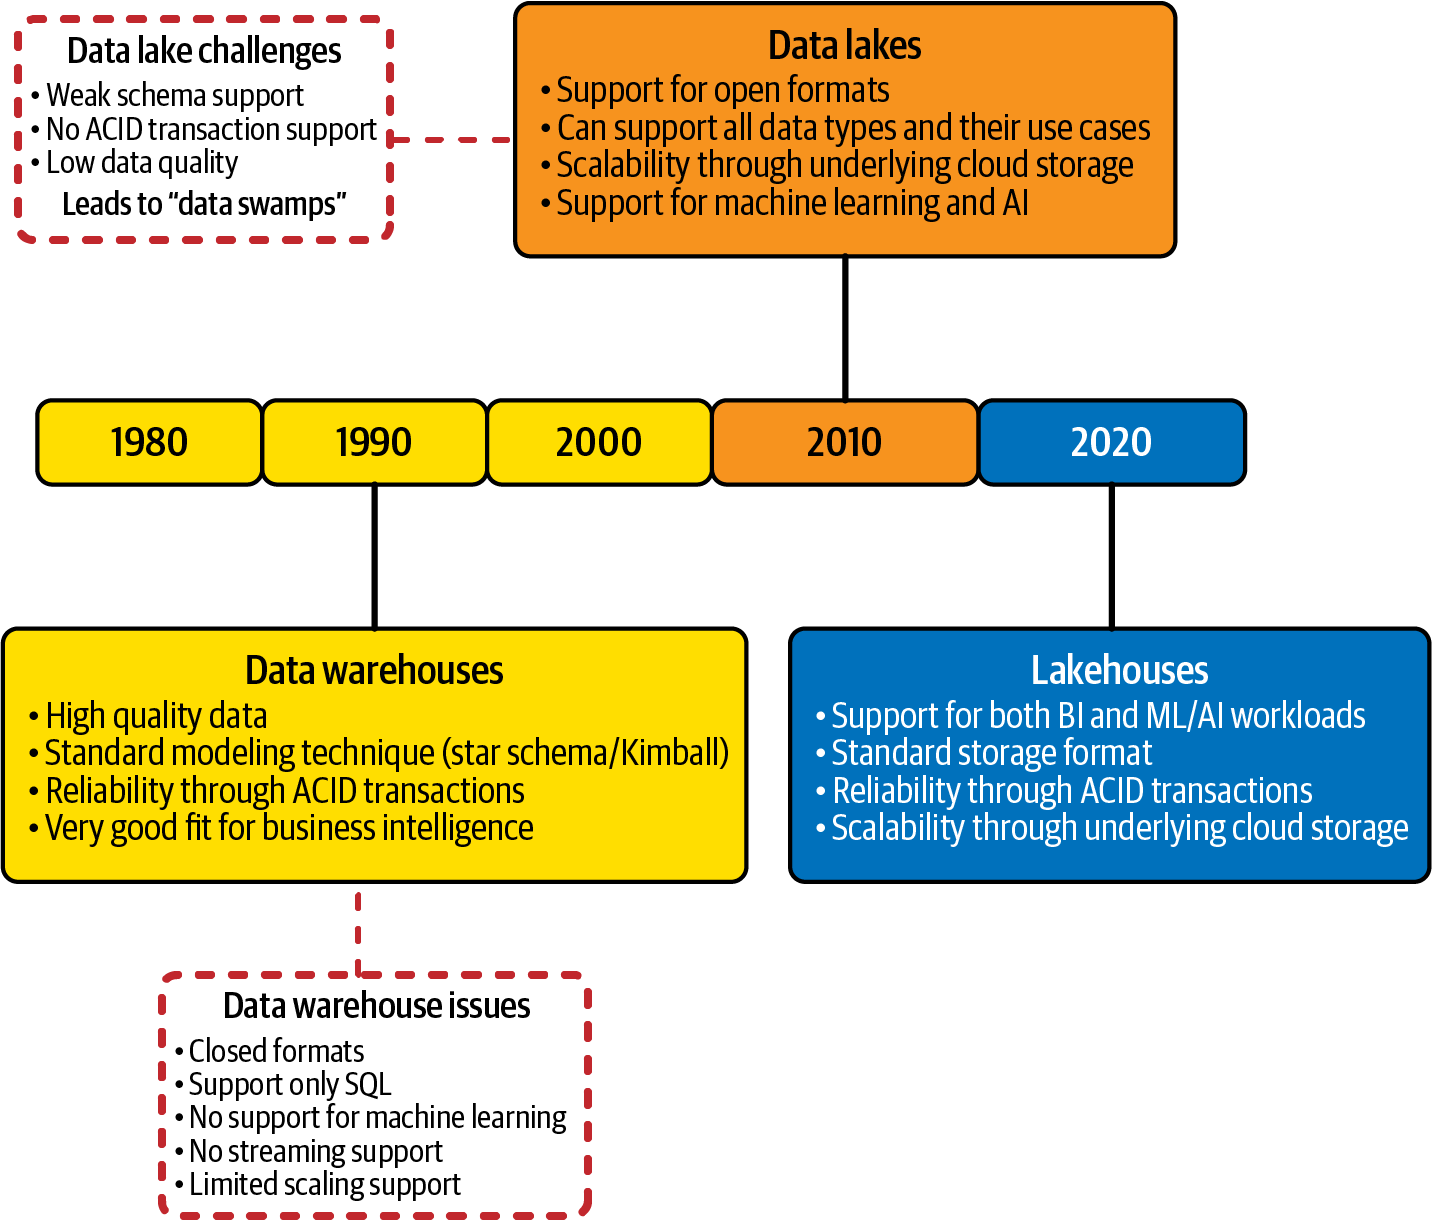 Data lake challenges
• Weak schema support
• No ACID transaction support
• Low data quality
Leads to “data swamps”
Data lakes
• Support for open formats
• Can support all data types and their use cases
• Scalability through underlying cloud storage
• Support for machine learning and AI
1980
1990
2000
2010
2020
Data warehouses
• High quality data
• Standard modeling technique (star schema/Kimball)
• Reliability through ACID transactions
• Very good fit for business intelligence
Lakehouses
• Support for both BI and ML/AI workloads
• Standard storage format
• Reliability through ACID transactions
• Scalability through underlying cloud storage
Data warehouse issues
• Closed formats
• Support only SQL
• No support for machine learning
• No streaming support
• Limited scaling support